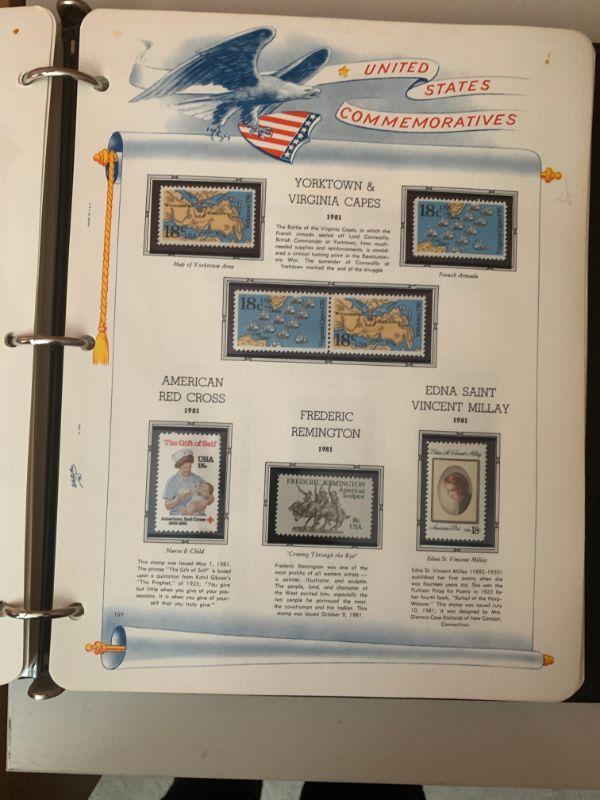 UNITED
STATES
COMMEMORATIVES
YORKTOWN &
VIRGINIA CAPES
1981
The Battle of the Virginia Capes, in which the
French armada sealed off Lord Cornwallis,
British Commander at Yorktown, from much-
needed supplies and reinforcements, is consid-
ered a critical turning point in the Revolution-
ary War. The surrender of Cornwallis at
Yorktown marked the end of the struggle.
18c
Map of Yorktown Area
18c
French Armada
18c
18c
AMERICAN
RED CROSS
1981
The Gift of Self
USA
18c
American Red Cross
1881-1981
Nurse & Child
This stamp was issued May 1, 1981.
The phrase "The Gift of Self" is based
upon a quotation from Kahlil Gibran's
"The Prophet," of 1923; "You give
but little when you give of your pos-
sessions. It is when you give of your-
self that you truly give."
FREDERIC
REMINGTON
1981
FREDERIC REMINGTON
American
Sculptor
18c
USA
"Coming Through the Rye"
Frederic Remington was one of the
most prolific of all western artists —
a painter, illustrator, and sculptor.
The people, land, and character of
the West excited him, especially the
two people he portrayed the most,
the cavalryman and the Indian. This
stamp was issued October 9, 1981.
EDNA SAINT
VINCENT MILLAY
1981
Edna St. Vincent Millay
American Poet USA 18c
Edna St. Vincent Millay
Edna St. Vincent Millay (1892-1950)
published her first poetry when she
was fourteen years old. She won the
Pulitzer Prize for Poetry in 1923 for
her fourth book, "Ballad of the Harp-
Weaver." This stamp was issued July
10, 1981; it was designed by Mrs.
Glenora Case Richards of New Canaan,
Connecticut.